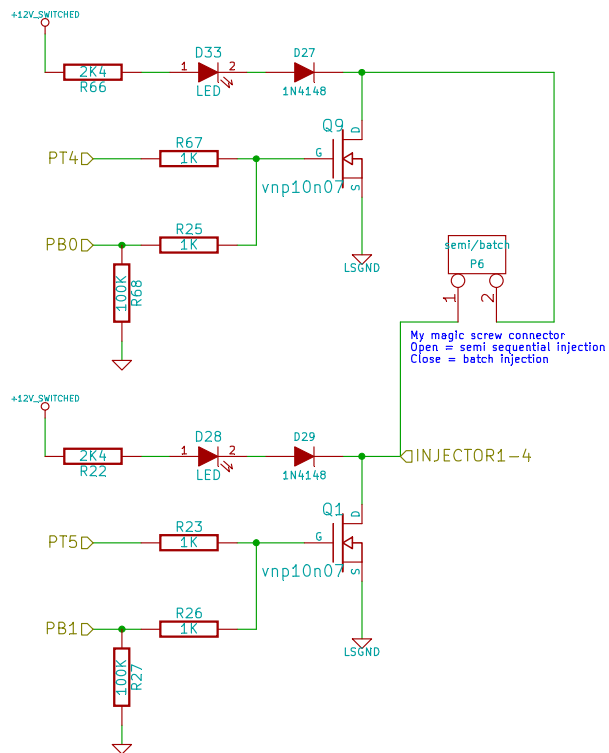 +12V_SWITCHED
D33
D27
1
2
2K4
R66
LED
1N4148
Q9
D
R67
G
PT4
1K
vnp10n07
S
R25
PB0
1K
semi/batch
P6
LSGND
100K
R68
1
2
My magic screw connector
Open = semi sequential injection
Close = batch injection
+12V_SWITCHED
D28
D29
1
2
2K4
INJECTOR1-4
R22
LED
1N4148
Q1
D
R23
G
PT5
1K
vnp10n07
S
R26
PB1
1K
LSGND
100K
R27